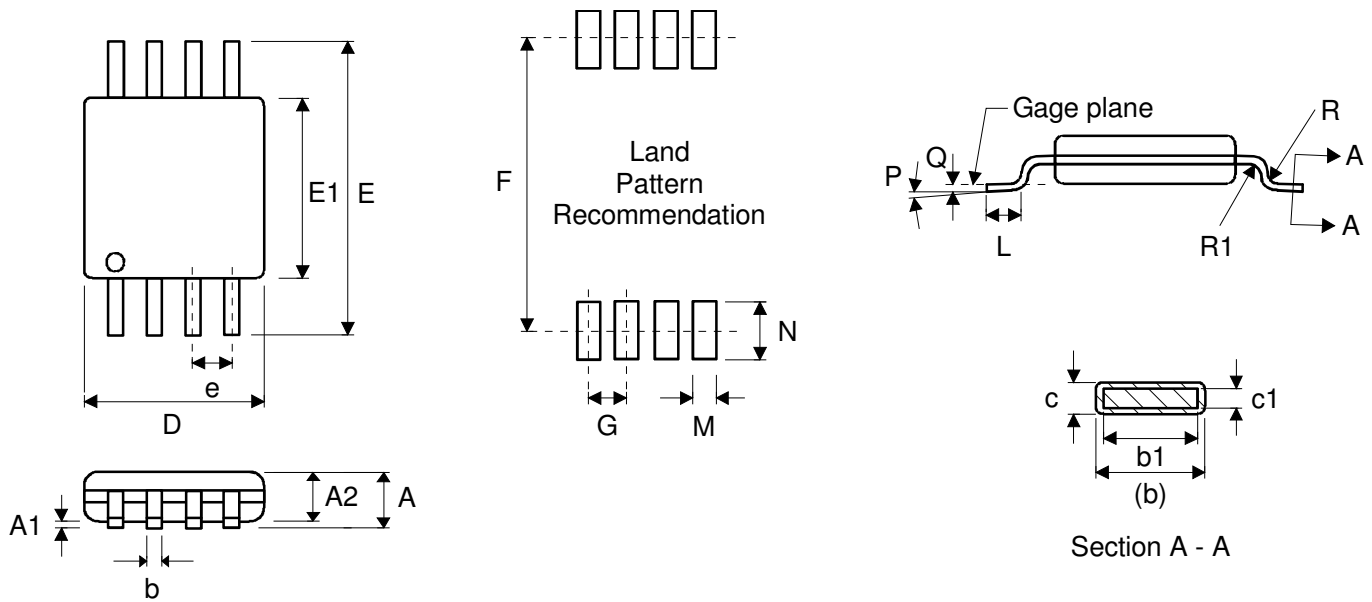 E1
E
e
D
A1
A2
A
b
F
Land
Pattern
Recommendation
N
G
M
Gage plane
R
Q
P
A
A
L
R1
c
c1
b1
(b)
Section A - A